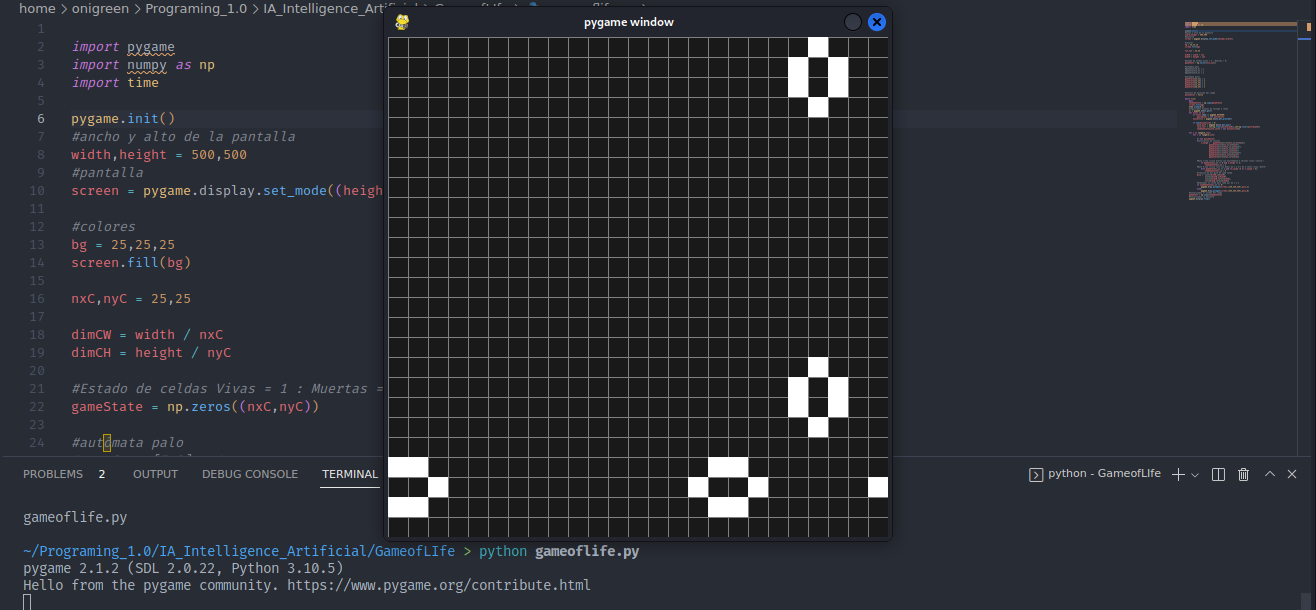 home > onigreen > Programing_1.0 > IA_Intelligence_Artificial
pygame window
1
2 import pygame
3 import numpy as np
4 import time
5
6 pygame.init()
7 #ancho y alto de la pantalla
8 width,height = 500,500
9 #pantalla
10 screen = pygame.display.set_mode((heigh
11
12 #colores
13 bg = 25,25,25
14 screen.fill(bg)
15
16 nxC,nyC = 25,25
17
18 dimCW = width / nxC
19 dimCH = height / nyC
20
21 #Estado de celdas Vivas = 1 : Muertas =
22 gameState = np.zeros((nxC,nyC))
23
24 #autómata palo
PROBLEMS 2 OUTPUT DEBUG CONSOLE TERMINAL python - GameofLIfe
gameoflife.py
~/Programing_1.0/IA_Intelligence_Artificial/GameofLIfe > python gameoflife.py
pygame 2.1.2 (SDL 2.0.22, Python 3.10.5)
Hello from the pygame community. https://www.pygame.org/contribute.html